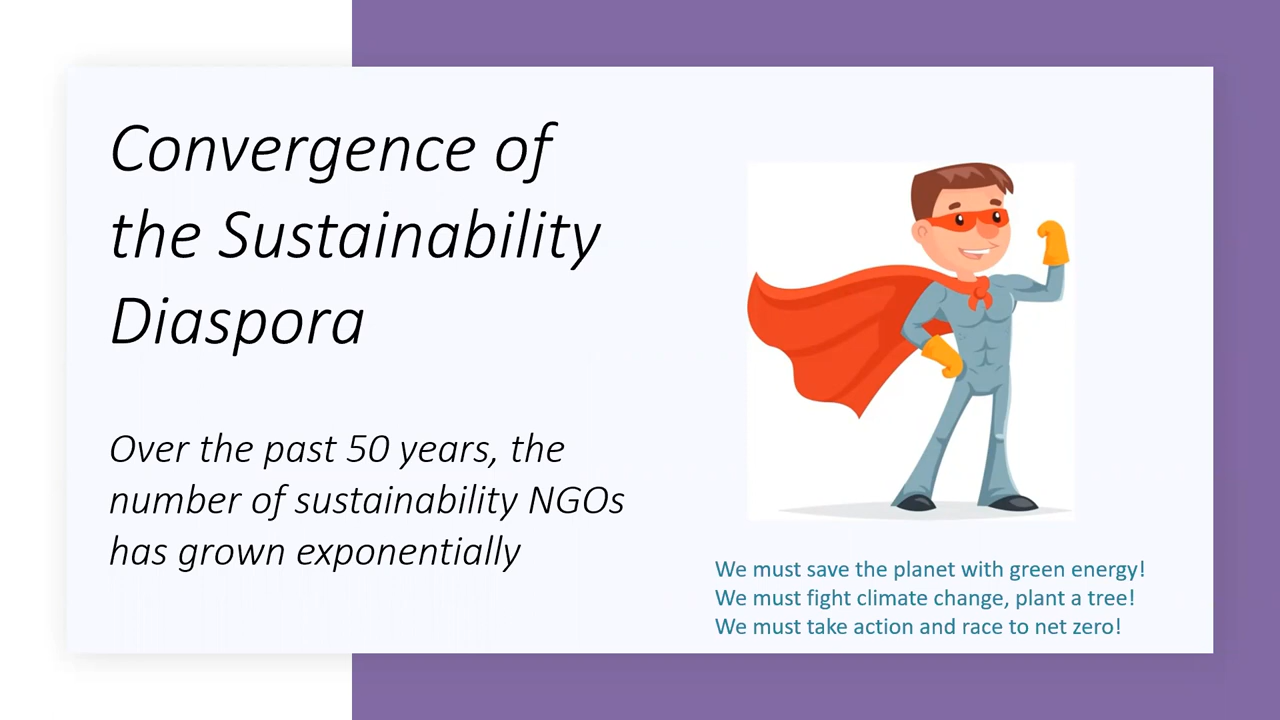 Convergence of
the Sustainability
Diaspora
Over the past 50 years, the
number of sustainability NGOs
has grown exponentially
We must save the planet with green energy!
We must fight climate change, plant a tree!
We must take action and race to net zero!